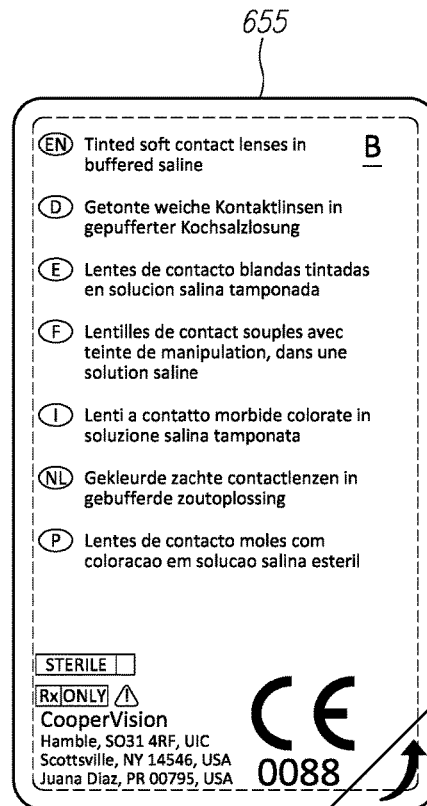 655
EN Tinted soft contact lenses in B
buffered saline
D Getonte weiche Kontaktlinsen in
gepufferter Kochsalzlosung
E Lentes de contacto blandas tintadas
en solucion salina tamponada
F Lentilles de contact souples avec
teinte de manipulation, dans une
solution saline
I Lenti a contatto morbide colorate in
soluzione salina tamponata
NL Gekleurde zachte contactlenzen in
gebufferde zoutoplossing
P Lentes de contacto moles com
coloracao em solucao salina esteril
STERILE
Rx ONLY
CooperVision
Hamble, SO31 4RF, UIC
Scottsville, NY 14546, USA
Juana Diaz, PR 00795, USA
CE
0088